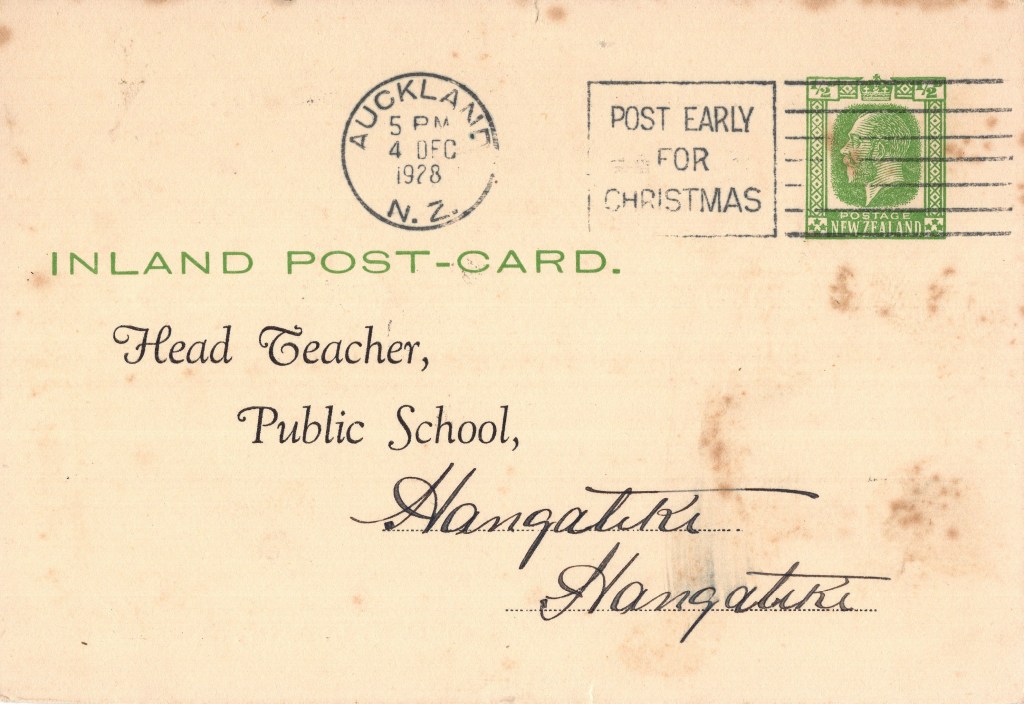 AUCKLAND
5 PM
4 DEC
1928
N.Z.
POST EARLY
FOR
CHRISTMAS
½ ½
POSTAGE
NEW ZEALAND
INLAND POST-CARD.
Head Teacher,
Public School,
Hangatiki
Hangatiki